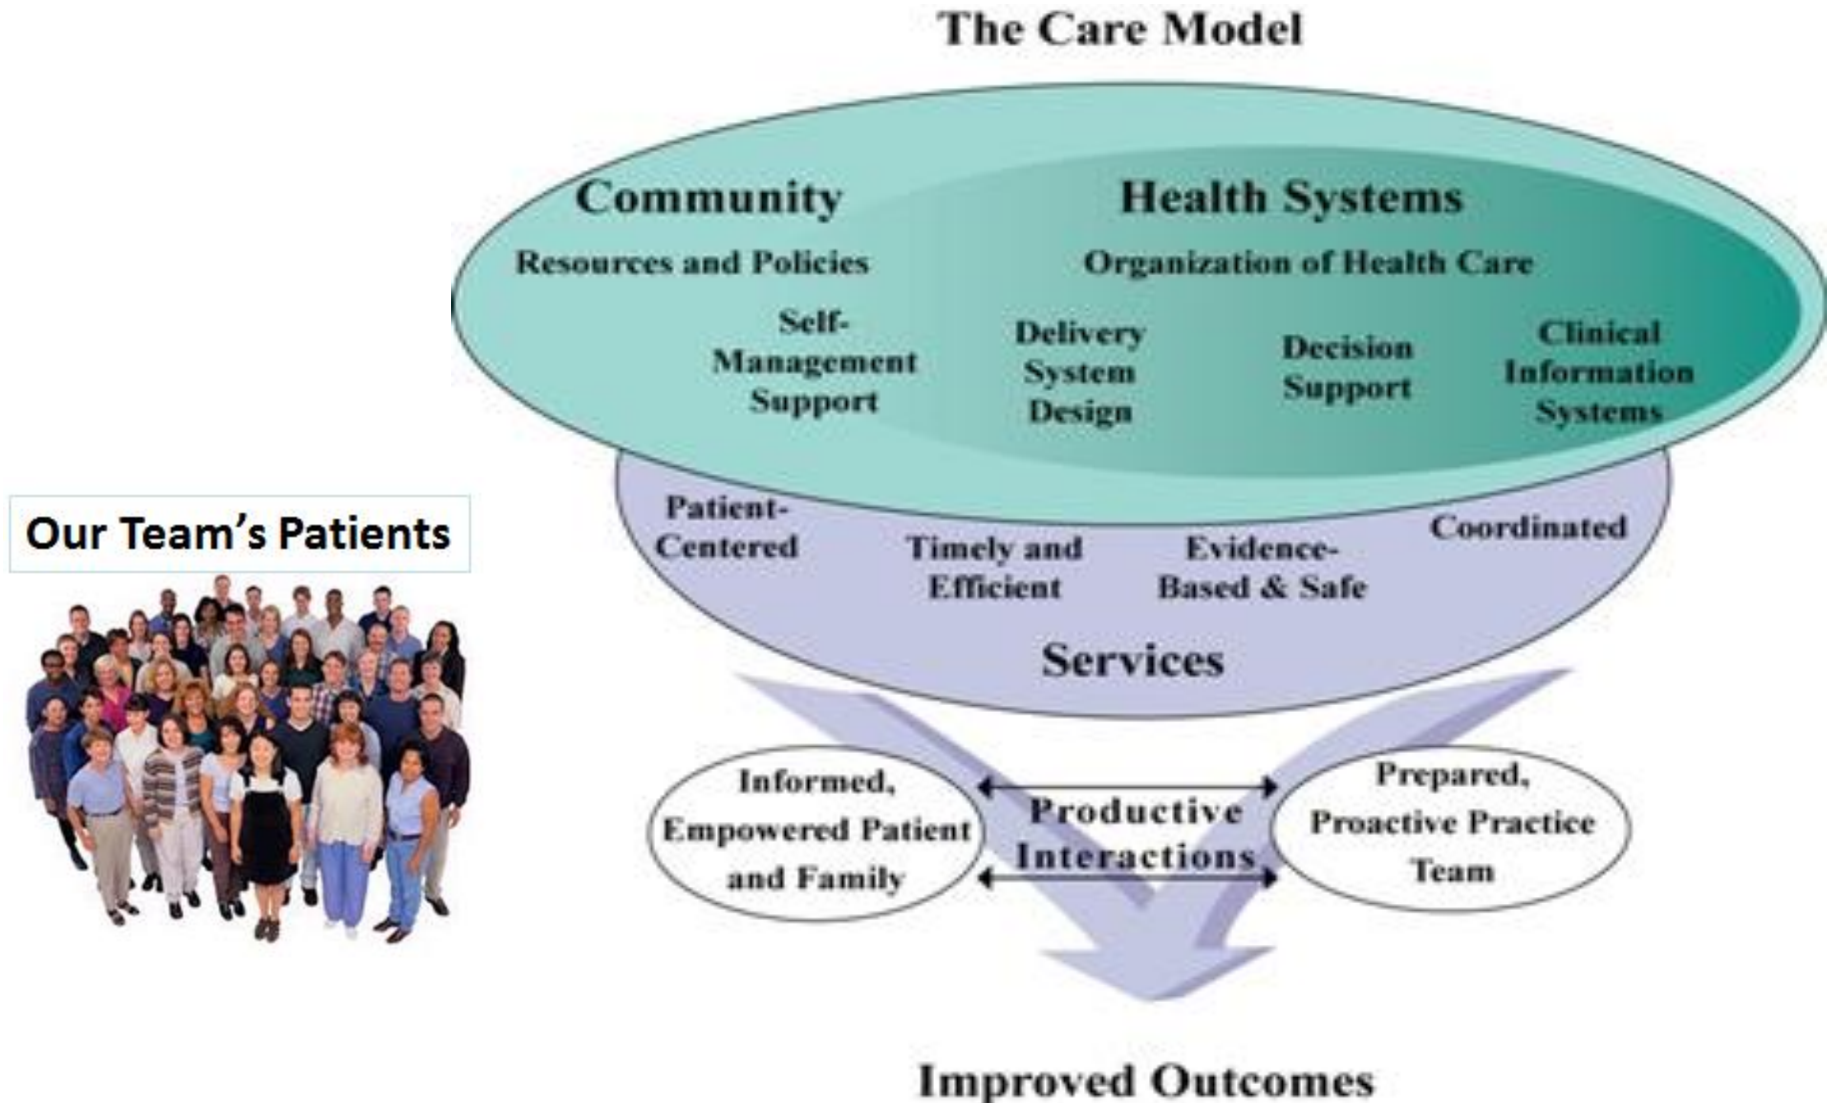 The Care Model
Community
Health Systems
Resources and Policies
Organization of Health Care
Self-
Management
Support
Delivery
System
Design
Decision
Support
Clinical
Information
Systems
Our Team's Patients
Patient-
Centered
Timely and
Efficient
Evidence-
Based & Safe
Coordinated
Services
Informed,
Empowered Patient
and Family
Productive
Interactions
Prepared,
Proactive Practice
Team
Improved Outcomes